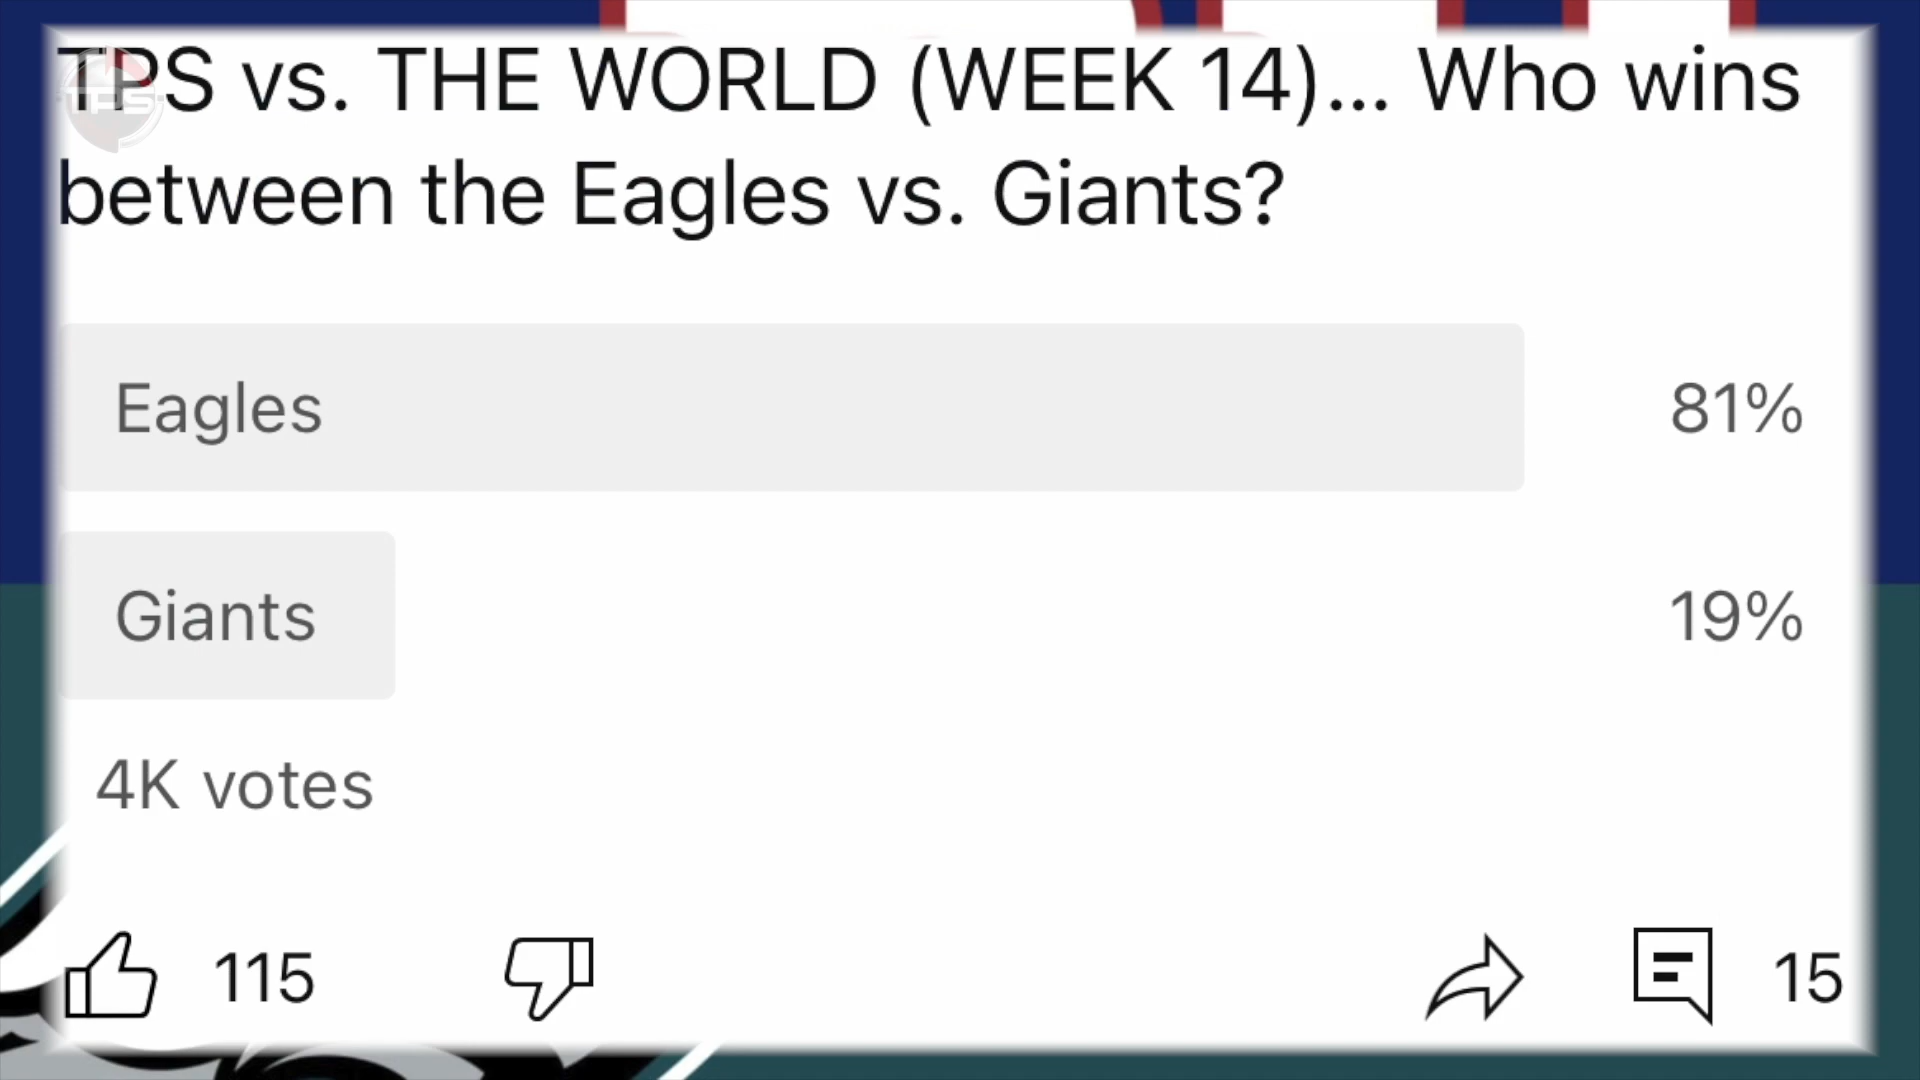 TPS vs. THE WORLD (WEEK 14)... Who wins
between the Eagles vs. Giants?
TPS
Eagles 81%
Giants 19%
4K votes
115 15